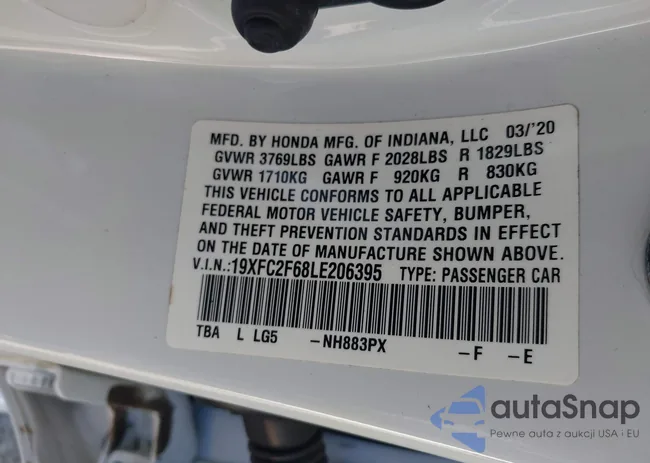 MFD. BY HONDA MFG. OF INDIANA, LLC 03/'20
GVWR 3769LBS GAWR F 2028LBS R 1829LBS
GVWR 1710KG GAWR F 920KG R 830KG
THIS VEHICLE CONFORMS TO ALL APPLICABLE
FEDERAL MOTOR VEHICLE SAFETY, BUMPER,
AND THEFT PREVENTION STANDARDS IN EFFECT
ON THE DATE OF MANUFACTURE SHOWN ABOVE.
V.I.N.:19XFC2F68LE206395 TYPE: PASSENGER CAR
TBA L LG5 -NH883PX -F -E
autaSnap
Pewne auta z aukcji USA i EU